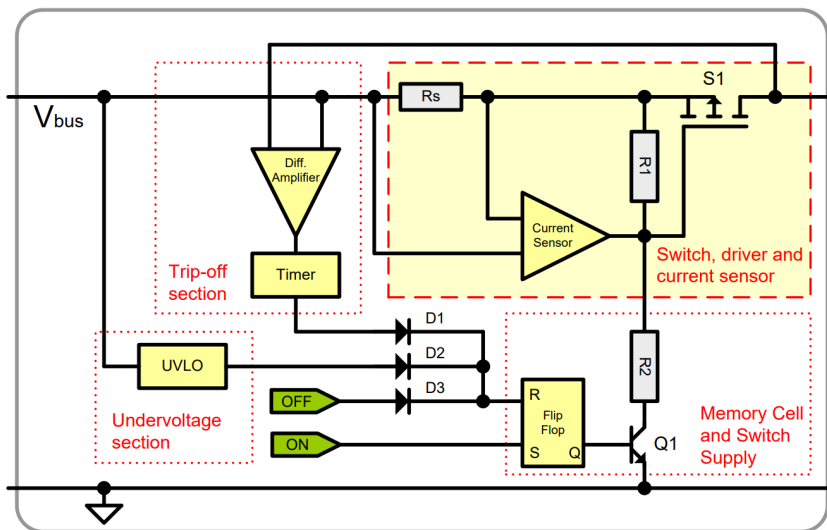 S1
Rs
Vbus
Diff.
Amplifier
R1
Current
Sensor
Switch, driver and
current sensor
Trip-off
section
Timer
D1
UVLO
D2
R2
OFF
D3
R
Flip
Flop
Undervoltage
section
ON
S
Q
Q1
Memory Cell
and Switch
Supply